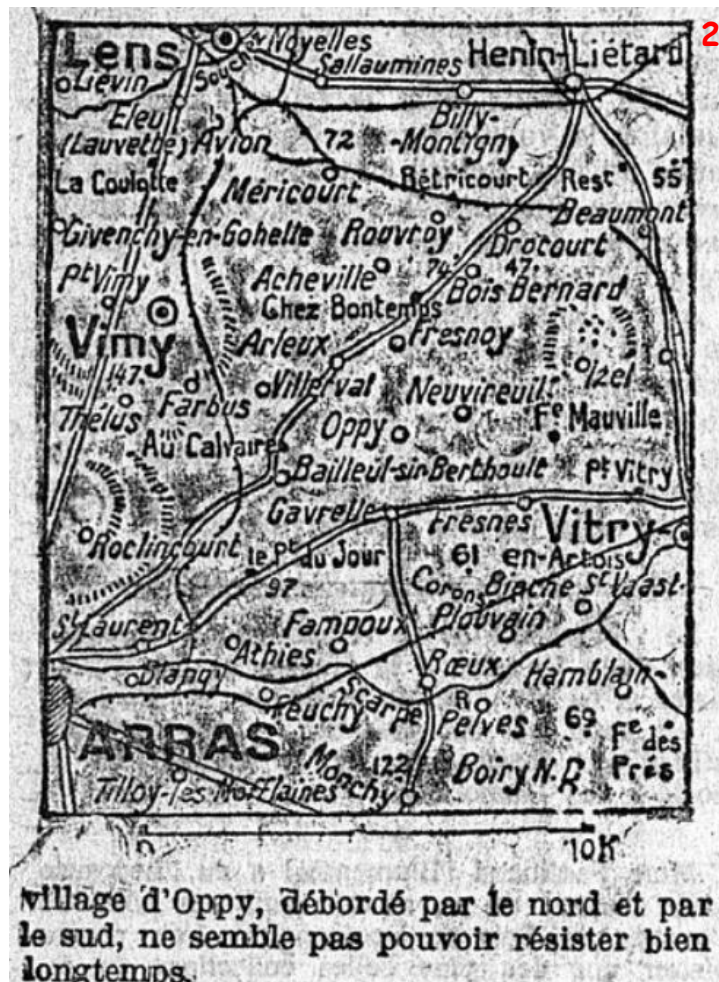 2
Lens
Noyelles
Sallaumines
Henin-Liétard
Liévin
Souchez
Eleu
(Lauvette)
Avion
72
Billy-
-Montigny
La Coulotte
Méricourt
Bétricourt
Rest
55
Beaumont
Givenchy-en-Gohelle
Rouvroy
Drocourt
Pt Vimy
Acheville
74
47
Bois Bernard
Chez Bontemps
Vimy
Arleux
Fresnoy
147
Izel
Thélus
Farbus
Villerval
Neuvireuil
Fe Mauville
Au Calvaire
Oppy
Bailleul-sir-Berthoult
Pt Vitry
Gavrelle
Fresnes
Vitry-
en-Artois
Roclincourt
le Pt du Jour
61
97
Corons
Biache St Vaast
Plouvain
St Laurent
Athies
Fampoux
Blangy
Rœux
Hamblain-
Feuchy
Scarpe
R
Pelves
69
Fe des
Prés
ARRAS
Tilloy-les-Mofflaines
Monchy
122
Boiry N. D.
0
10K
village d'Oppy, débordé par le nord et par
le sud, ne semble pas pouvoir résister bien
longtemps.